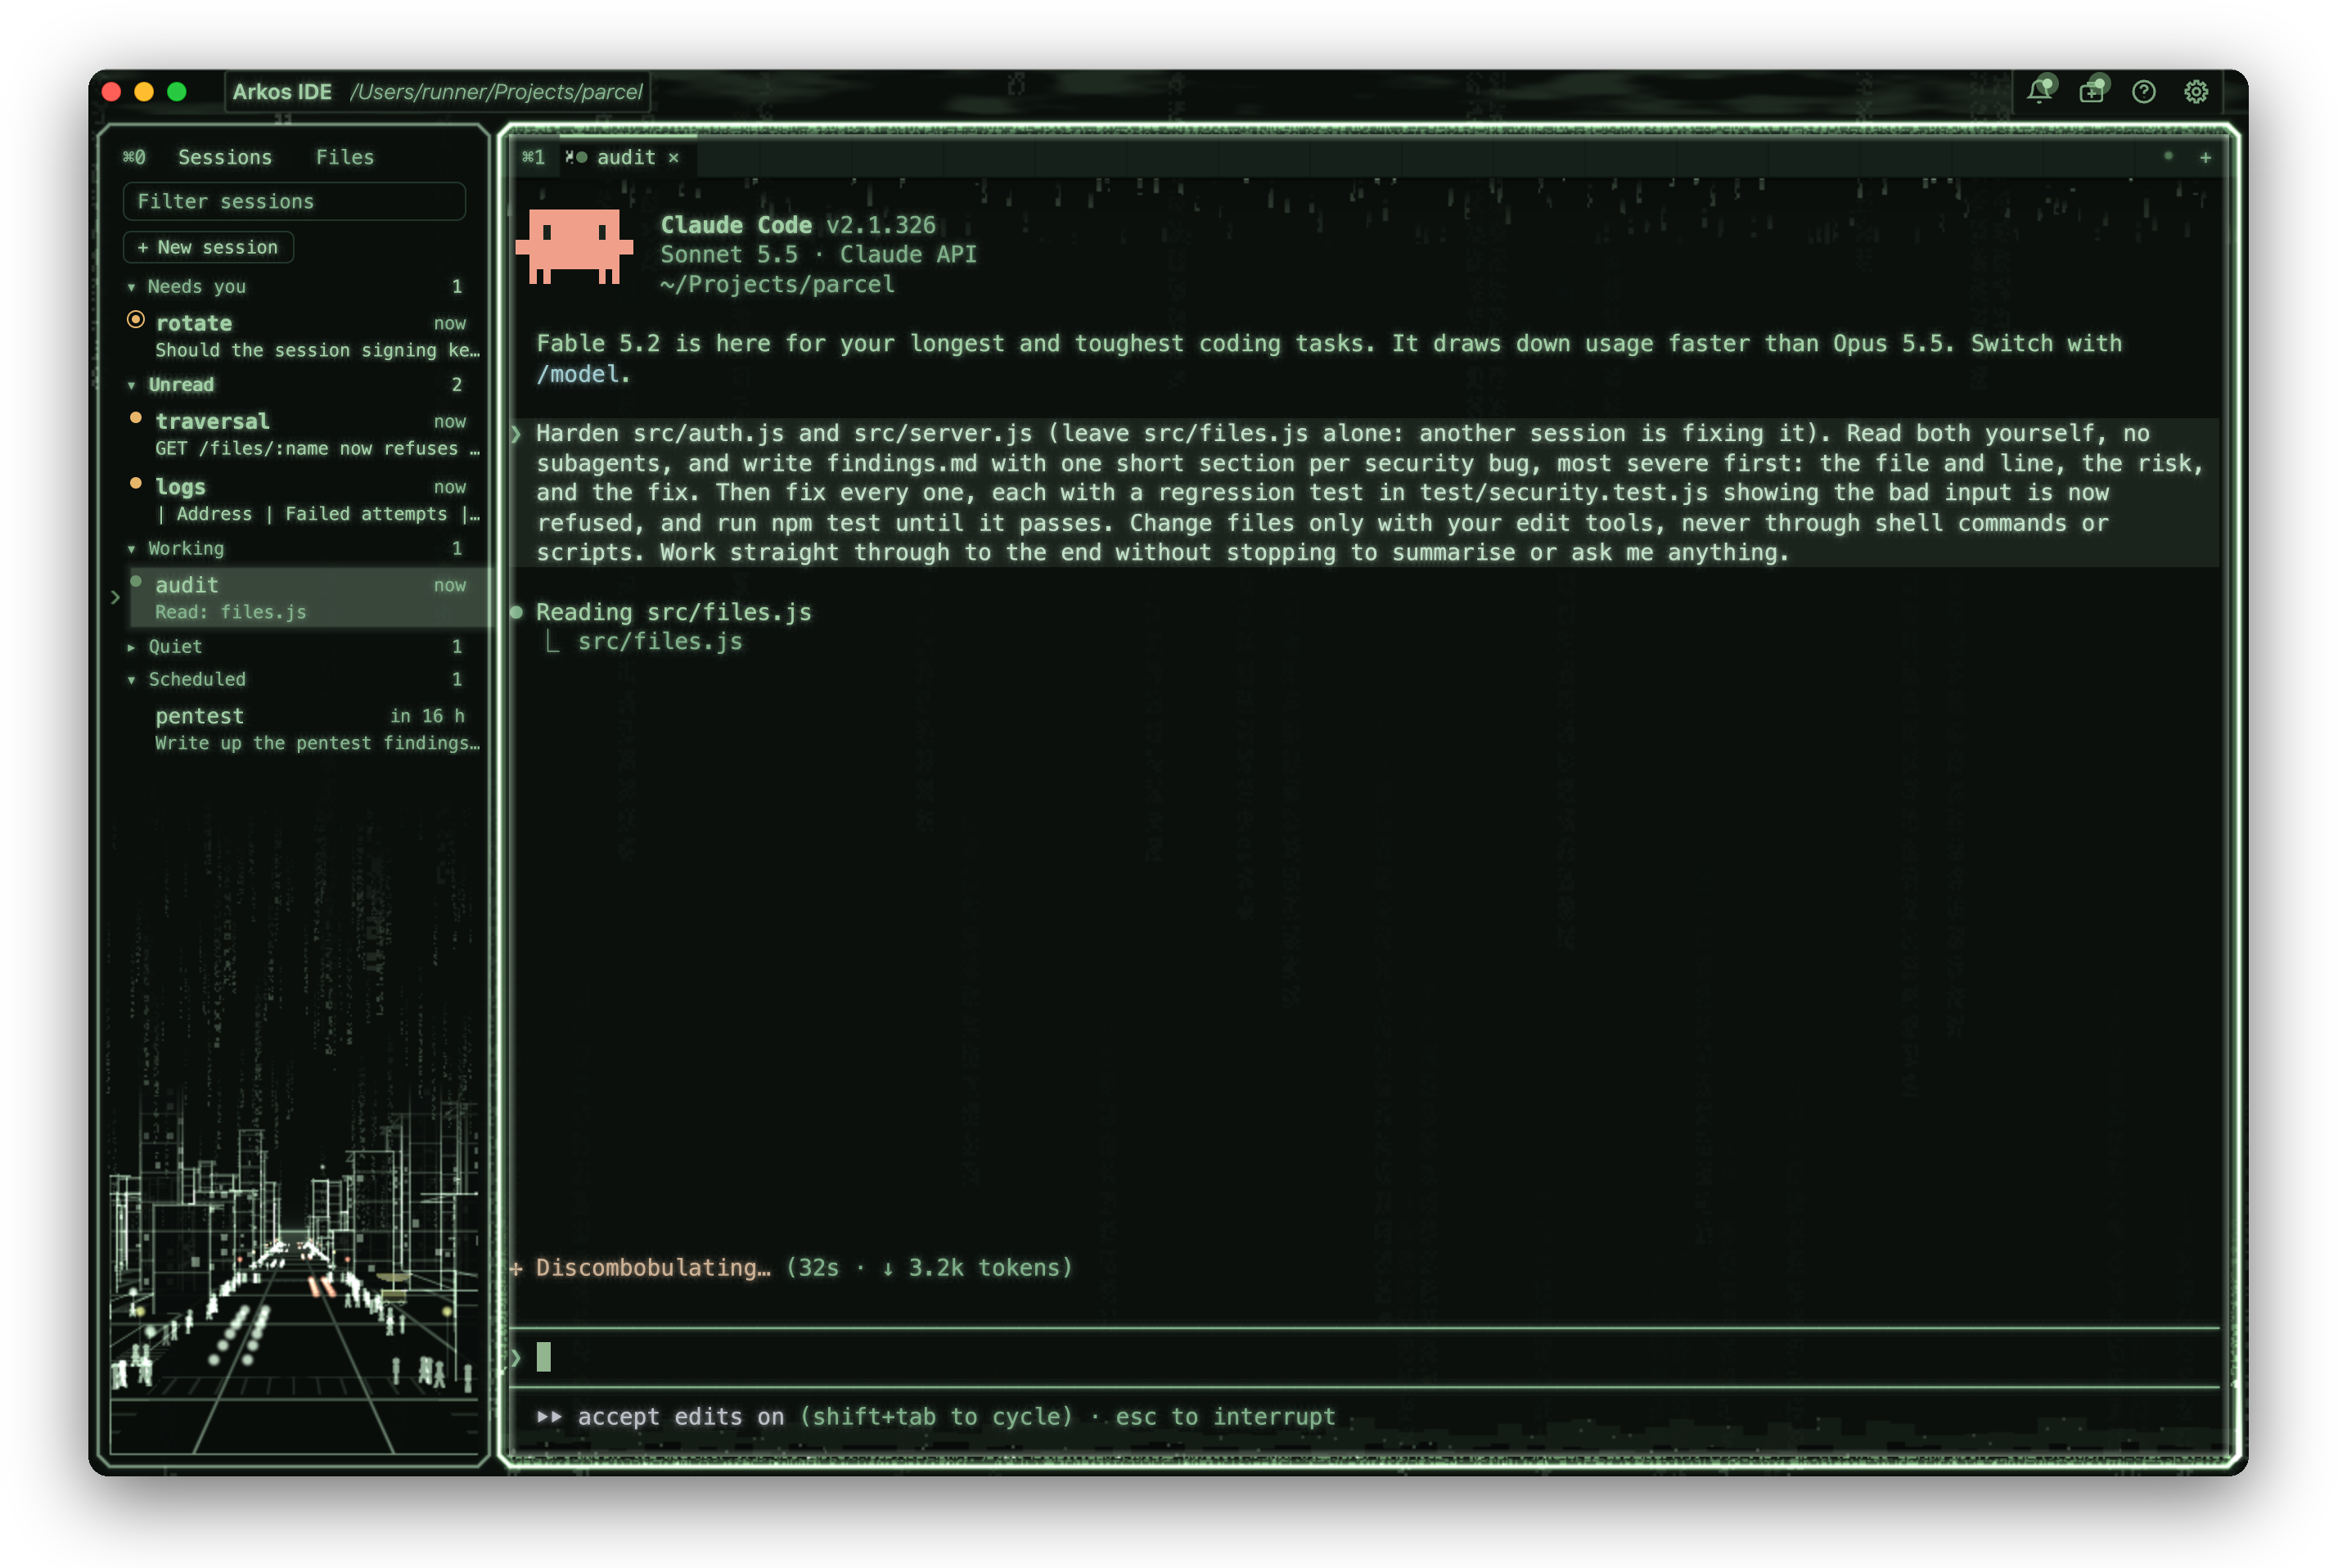 Arkos IDE /Users/runner/Projects/parcel
⌘0 Sessions Files
Filter sessions
+ New session
▾ Needs you 1
rotate now
Should the session signing ke…
▾ Unread 2
traversal now
GET /files/:name now refuses …
logs now
| Address | Failed attempts |…
▾ Working 1
audit now
Read: files.js
▸ Quiet 1
▾ Scheduled 1
pentest in 16 h
Write up the pentest findings…
⌘1 audit × +
Claude Code v2.1.326
Sonnet 5.5 · Claude API
~/Projects/parcel
Fable 5.2 is here for your longest and toughest coding tasks. It draws down usage faster than Opus 5.5. Switch with
/model.
❯ Harden src/auth.js and src/server.js (leave src/files.js alone: another session is fixing it). Read both yourself, no
subagents, and write findings.md with one short section per security bug, most severe first: the file and line, the risk,
and the fix. Then fix every one, each with a regression test in test/security.test.js showing the bad input is now
refused, and run npm test until it passes. Change files only with your edit tools, never through shell commands or
scripts. Work straight through to the end without stopping to summarise or ask me anything.
● Reading src/files.js
⎿ src/files.js
Discombobulating… (32s · ↓ 3.2k tokens)
❯
⏵⏵ accept edits on (shift+tab to cycle) · esc to interrupt